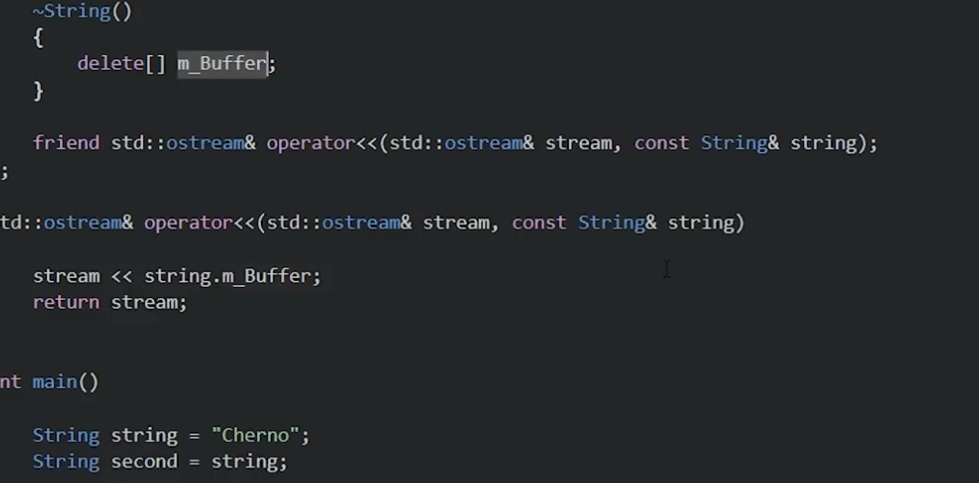 ~String()
{
delete[] m_Buffer;
}
friend std::ostream& operator<<(std::ostream& stream, const String& string);
;
td::ostream& operator<<(std::ostream& stream, const String& string)
stream << string.m_Buffer;
return stream;
nt main()
String string = "Cherno";
String second = string;